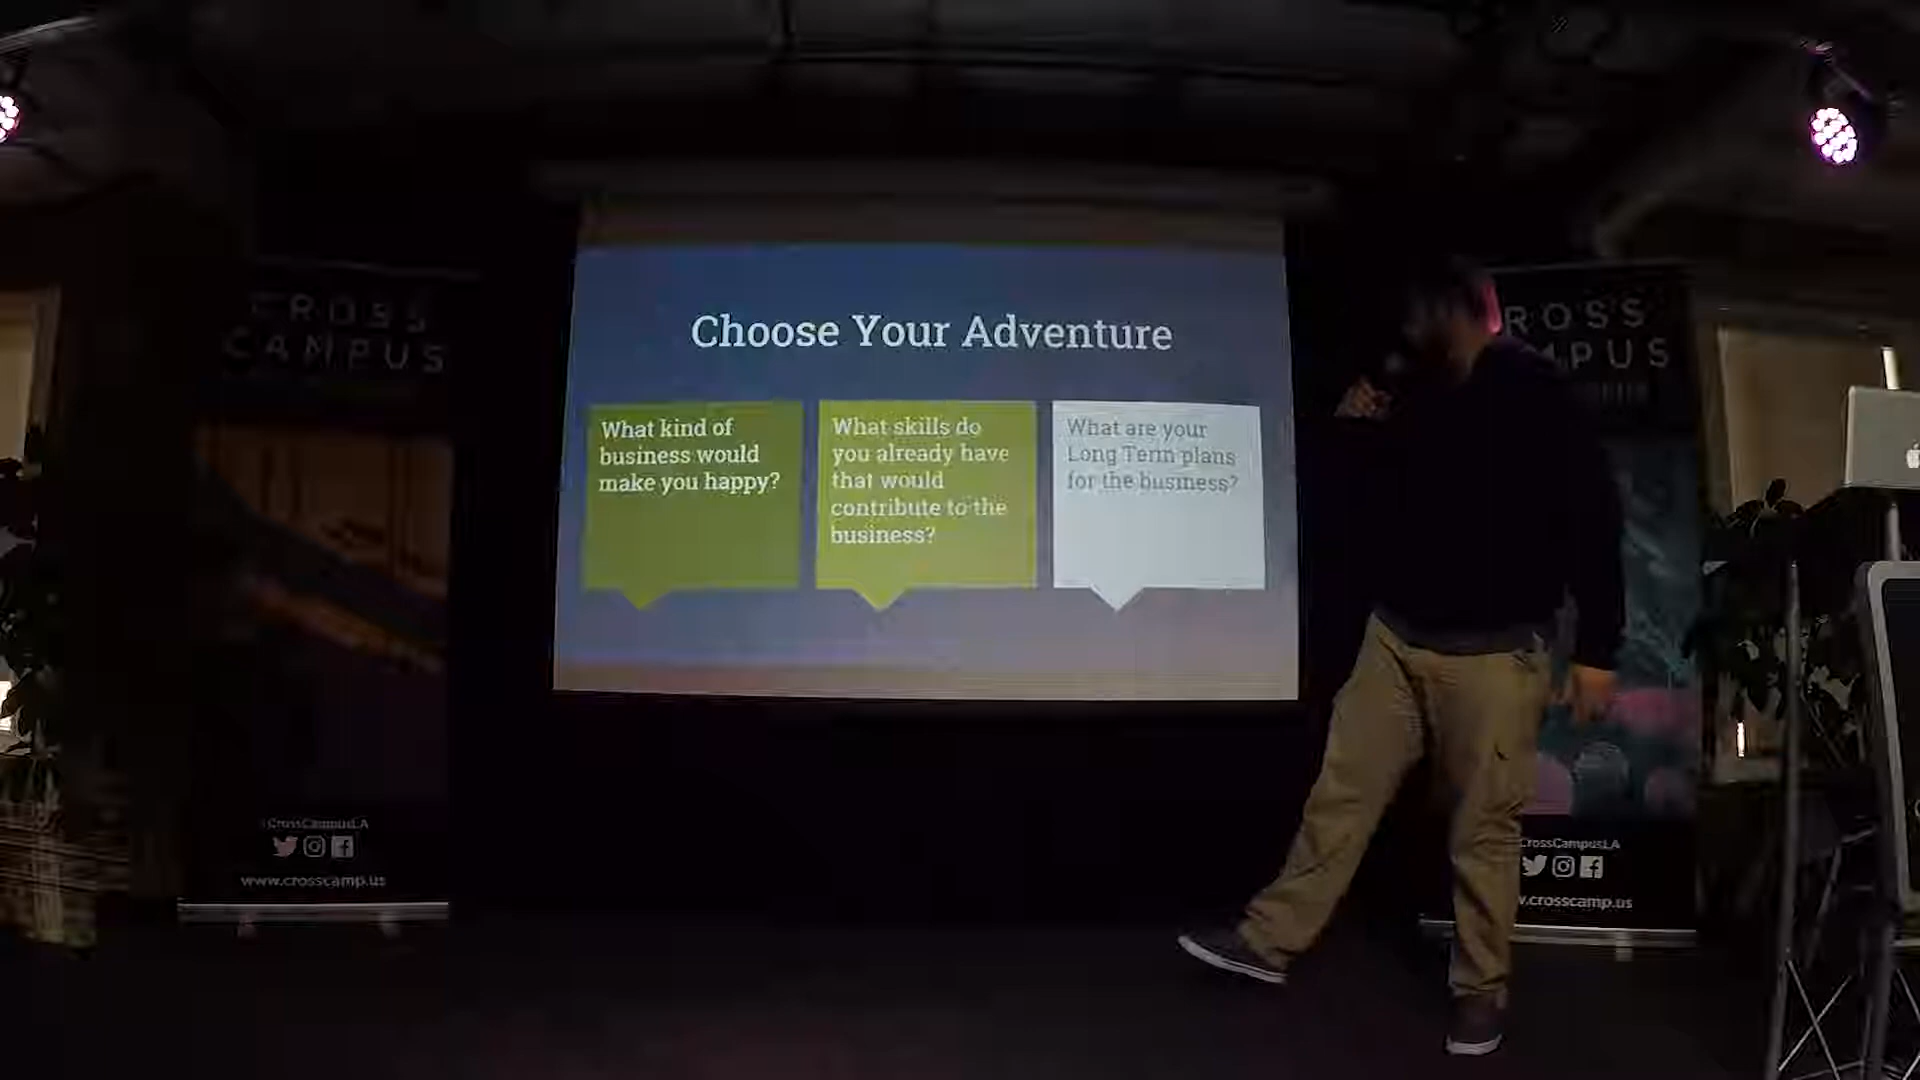 CROSS
CAMPUS
Choose Your Adventure
What kind of
business would
make you happy?
What skills do
you already have
that would
contribute to the
business?
What are your
Long Term plans
for the business?
ROSS
MPUS
CrossCampusLA
www.crosscamp.us
CrossCampusLA
.crosscamp.us